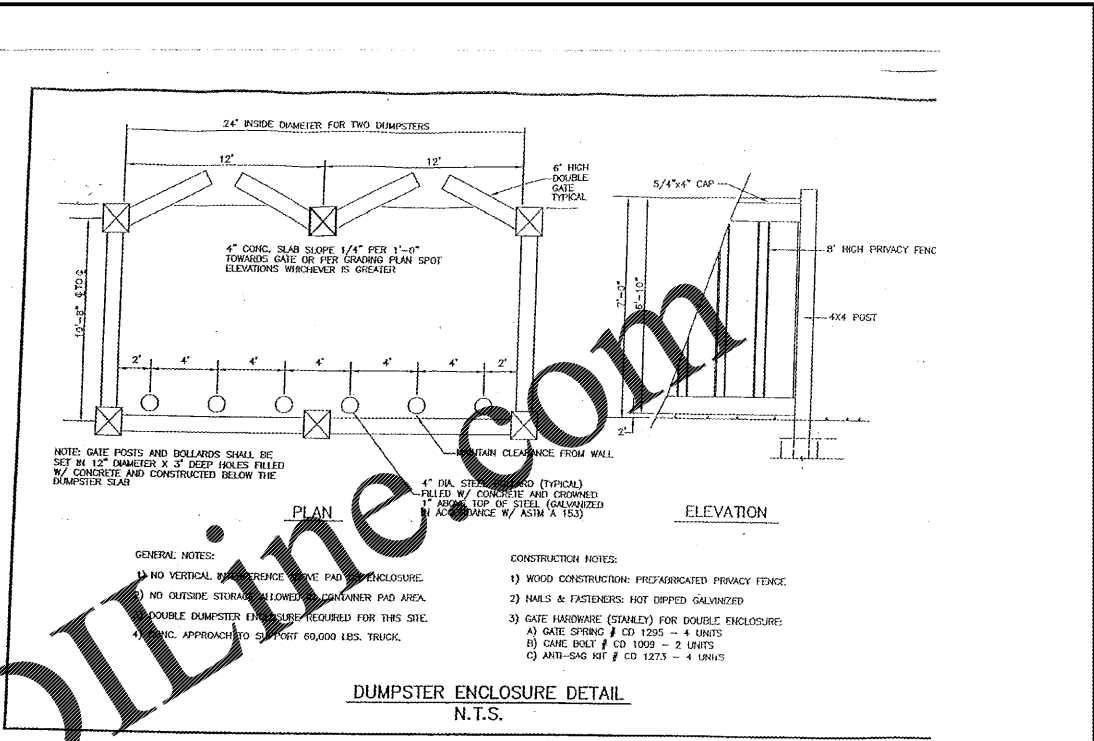 24' INSIDE DIAMETER FOR TWO DUMPSTERS
12'
12'
6' HIGH
DOUBLE
GATE
TYPICAL
4" CONC. SLAB SLOPE 1/4" PER 1'-0"
TOWARDS GATE OR PER GRADING PLAN SPOT
ELEVATIONS WHICHEVER IS GREATER
10'-8" ¢ TO ¢
2'
4'
4'
4'
4'
4'
2'
NOTE: GATE POSTS AND BOLLARDS SHALL BE
SET IN 12" DIAMETER X 3' DEEP HOLES FILLED
W/ CONCRETE AND CONSTRUCTED BELOW THE
DUMPSTER SLAB
MAINTAIN CLEARANCE FROM WALL
4" DIA. STEEL BOLLARD (TYPICAL)
FILLED W/ CONCRETE AND CROWNED
1" ABOVE TOP OF STEEL (GALVANIZED
IN ACCORDANCE W/ ASTM A 153)
PLAN
5/4"x4" CAP
8' HIGH PRIVACY FENC
4X4 POST
7'-0"
6'-10"
2'
ELEVATION
GENERAL NOTES:
1) NO VERTICAL INTERFERENCE ABOVE PAD OR ENCLOSURE.
2) NO OUTSIDE STORAGE ALLOWED CONTAINER PAD AREA.
3) DOUBLE DUMPSTER ENCLOSURE REQUIRED FOR THIS SITE.
4) CONC. APPROACH TO SUPPORT 60,000 LBS. TRUCK.
CONSTRUCTION NOTES:
1) WOOD CONSTRUCTION: PREFABRICATED PRIVACY FENCE
2) NAILS & FASTENERS: HOT DIPPED GALVINIZED
3) GATE HARDWARE (STANLEY) FOR DOUBLE ENCLOSURE:
A) GATE SPRING # CD 1295 - 4 UNITS
B) CANE BOLT # CD 1009 - 2 UNITS
C) ANTI-SAG KIT # CD 1273 - 4 UNITS
DUMPSTER ENCLOSURE DETAIL
N.T.S.
OILine.com